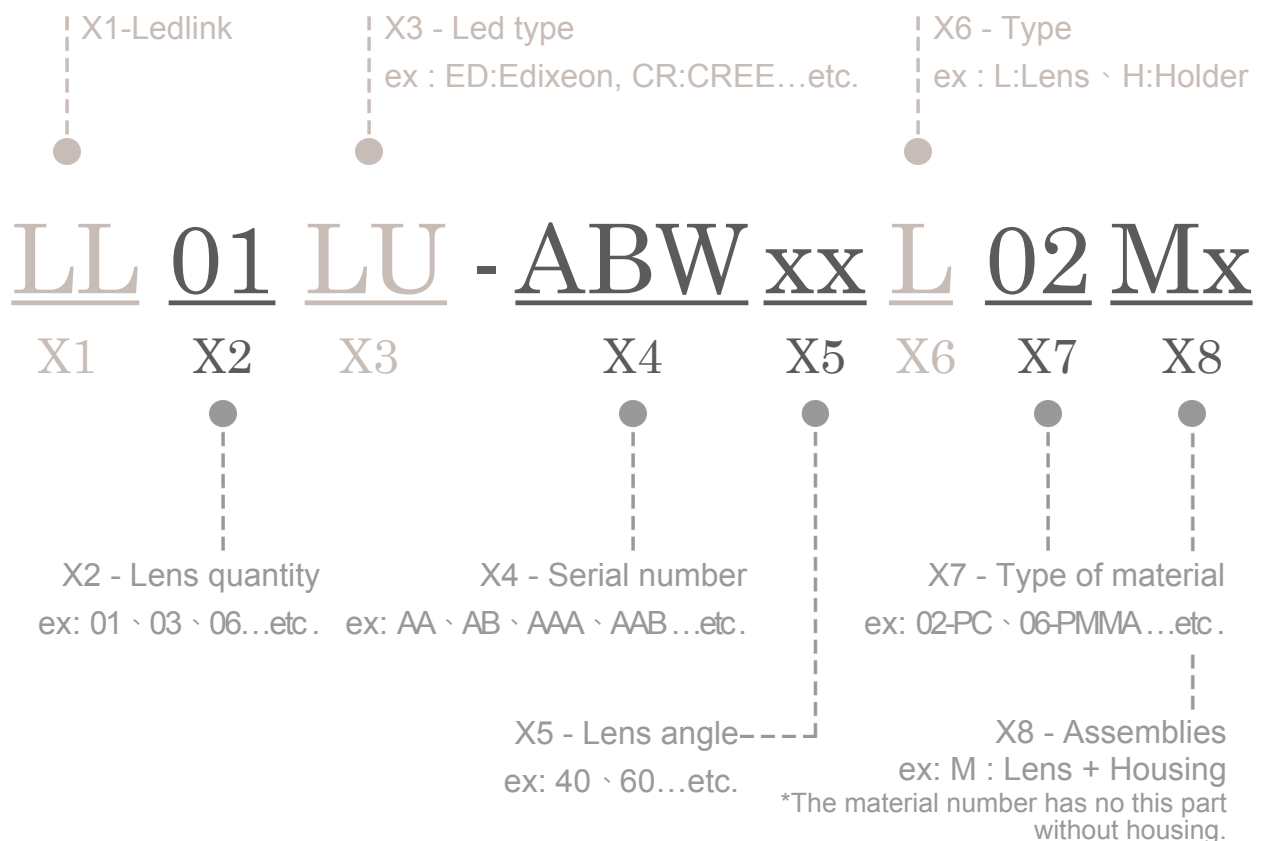 X1-Ledlink
X3 - Led type
ex : ED:Edixeon, CR:CREE…etc.
X6 - Type
ex : L:Lens、H:Holder
LL 01 LU - ABW xx L 02 Mx
X1 X2 X3 X4 X5 X6 X7 X8
X2 - Lens quantity
ex: 01、03、06…etc.
X4 - Serial number
ex: AA、AB、AAA、AAB…etc.
X7 - Type of material
ex: 02-PC、06-PMMA…etc.
X5 - Lens angle
ex: 40、60…etc.
X8 - Assemblies
ex: M : Lens + Housing
*The material number has no this part
without housing.